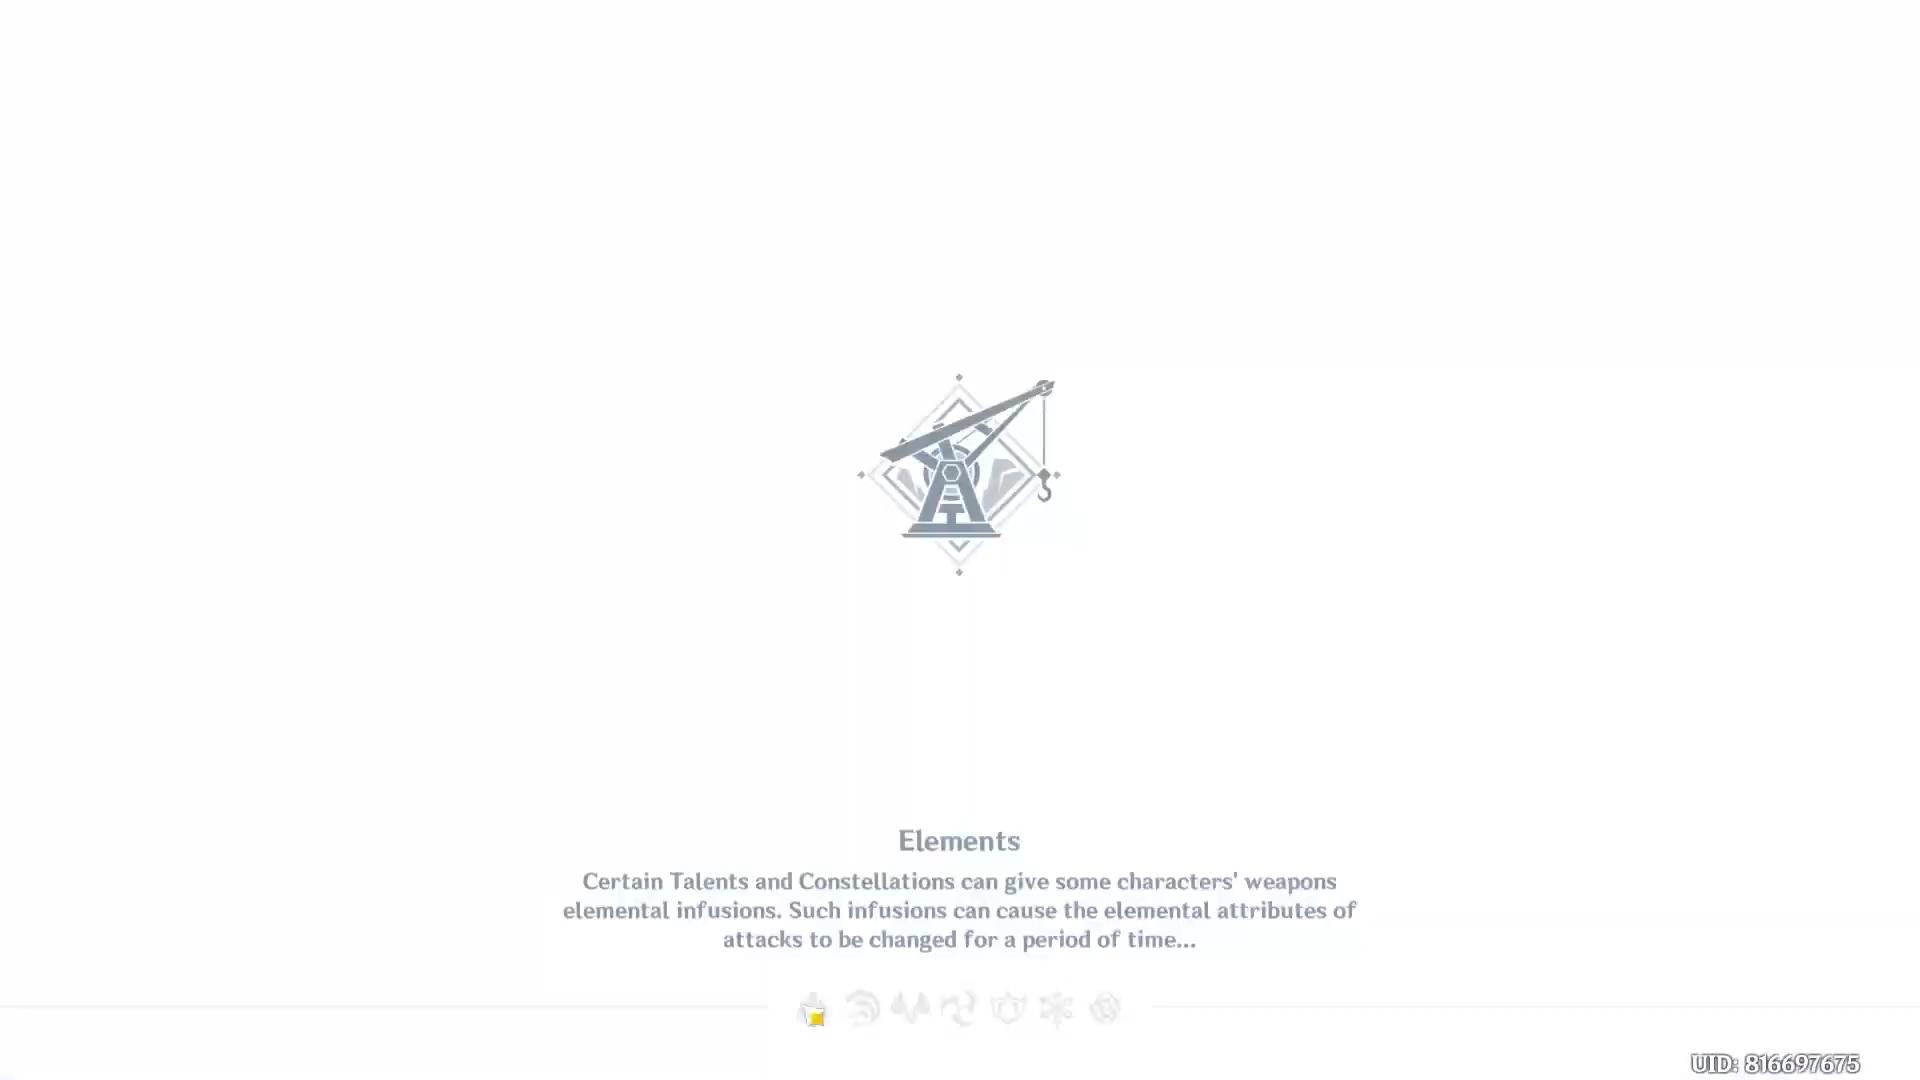 Elements
Certain Talents and Constellations can give some characters' weapons
elemental infusions. Such infusions can cause the elemental attributes of
attacks to be changed for a period of time...
UID: 816697675